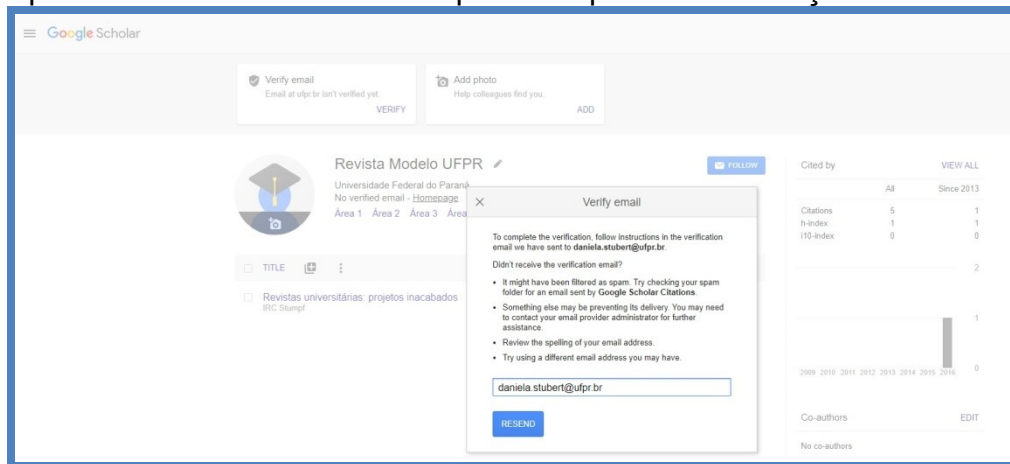 Google Scholar
Verify email
Email at ufpr.br isn't verified yet.
VERIFY
Add photo
Help colleagues find you.
ADD
Revista Modelo UFPR
FOLLOW
Universidade Federal do Paraná
No verified email - Homepage
Área 1 Área 2 Área 3 Área
TITLE
Revistas universitárias: projetos inacabados
IRC Stumpf
Verify email
To complete the verification, follow instructions in the verification
email we have sent to daniela.stubert@ufpr.br.
Didn't receive the verification email?
• It might have been filtered as spam. Try checking your spam
folder for an email sent by Google Scholar Citations.
• Something else may be preventing its delivery. You may need
to contact your email provider administrator for further
assistance.
• Review the spelling of your email address.
• Try using a different email address you may have.
daniela.stubert@ufpr.br
RESEND
Cited by VIEW ALL
All Since 2013
Citations 5 1
h-index 1 1
i10-index 0 0
2
1
0
2009 2010 2011 2012 2013 2014 2015 2016
Co-authors EDIT
No co-authors